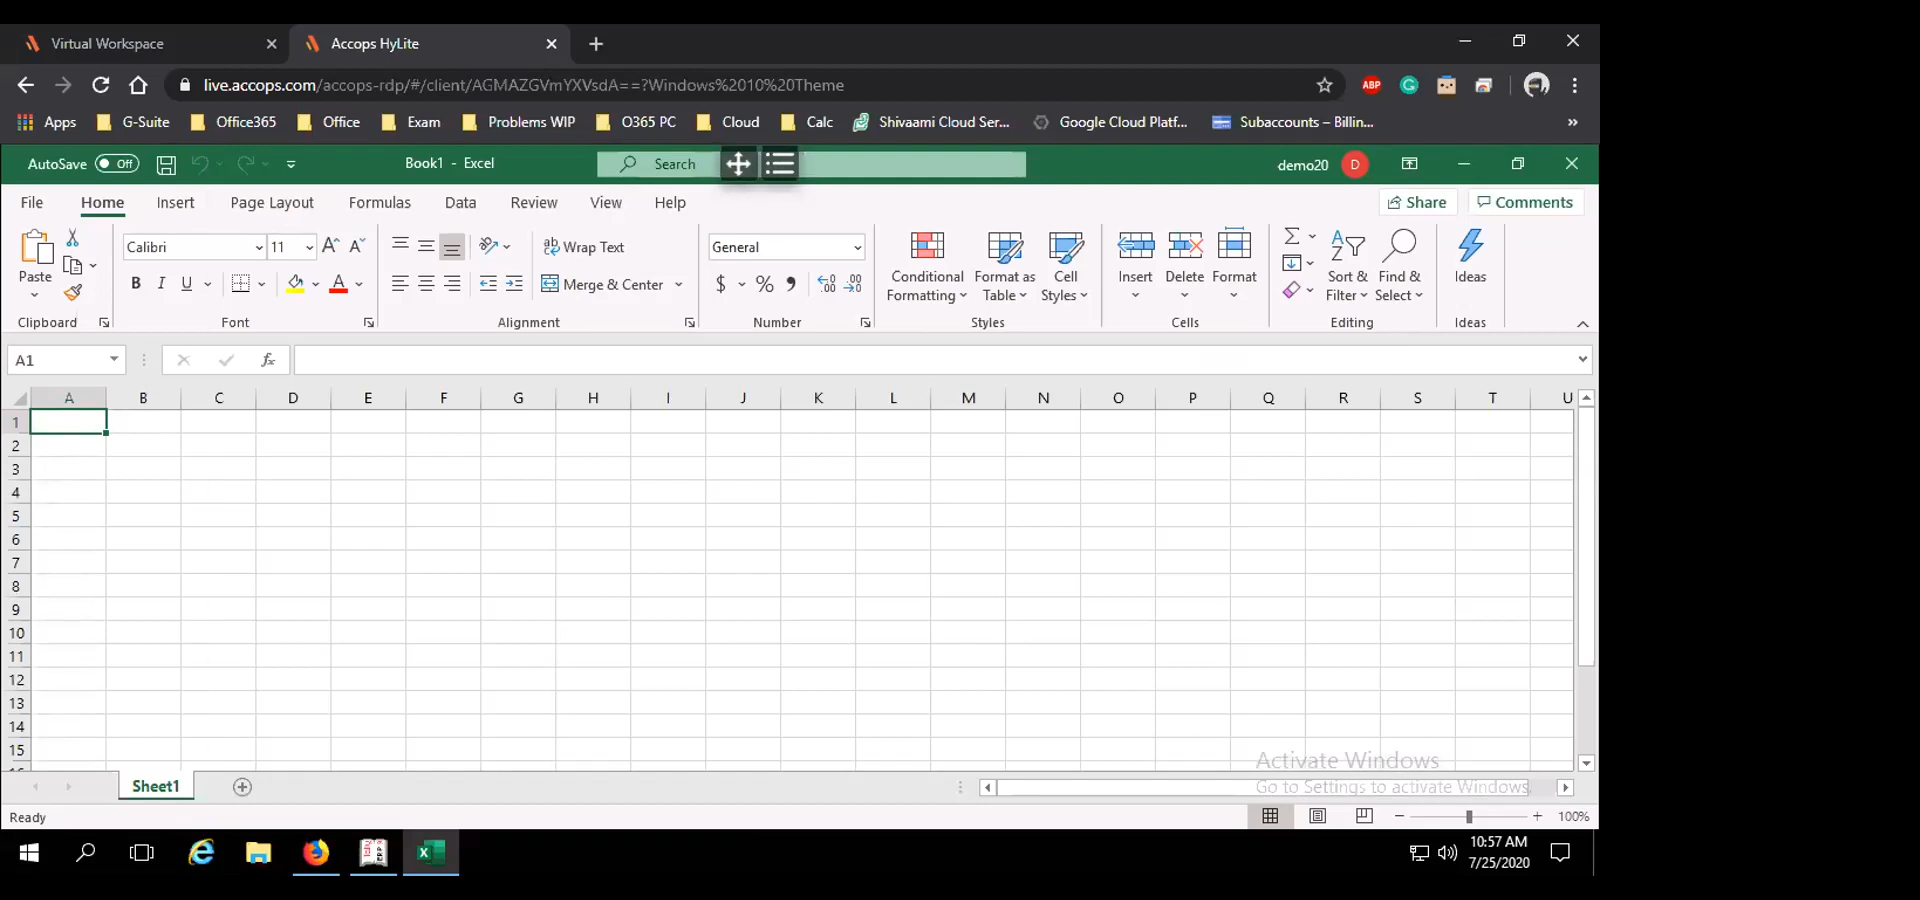 Virtual Workspace
Accops HyLite
live.accops.com/accops-rdp/#/client/AGMAZGVmYXVsdA==?Windows%2010%20Theme
ABP
Apps G-Suite Office365 Office Exam Problems WIP O365 PC Cloud Calc Shivaami Cloud Ser... Google Cloud Platf... Subaccounts – Billin... »
AutoSave Off Book1 - Excel Search demo20 D
File Home Insert Page Layout Formulas Data Review View Help Share Comments
Calibri 11 Wrap Text General
Paste B I U A Merge & Center $ % Conditional Formatting Format as Table Cell Styles Insert Delete Format Sort & Filter Find & Select Ideas
Clipboard Font Alignment Number Styles Cells Editing Ideas
A1 fx
A B C D E F G H I J K L M N O P Q R S T U
1
2
3
4
5
6
7
8
9
10
11
12
13
14
15
Activate Windows
Go to Settings to activate Windows.
Sheet1
Ready 100%
10:57 AM
7/25/2020